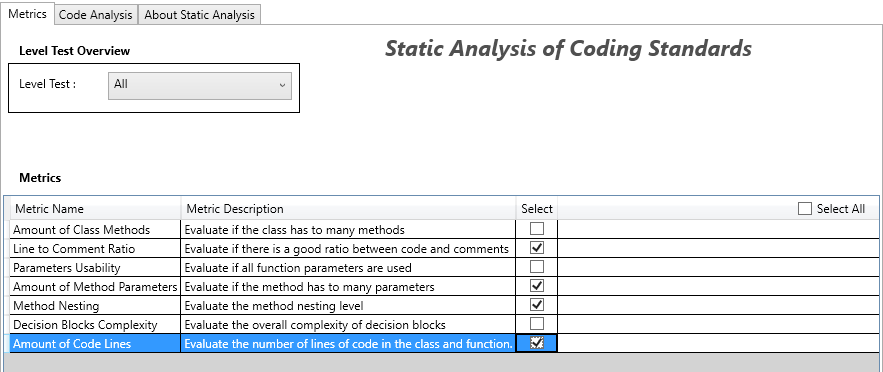 Metrics Code Analysis About Static Analysis
Level Test Overview
Static Analysis of Coding Standards
Level Test : All
Metrics
Metric Name Metric Description Select Select All
Amount of Class Methods Evaluate if the class has to many methods
Line to Comment Ratio Evaluate if there is a good ratio between code and comments
Parameters Usability Evaluate if all function parameters are used
Amount of Method Parameters Evaluate if the method has to many parameters
Method Nesting Evaluate the method nesting level
Decision Blocks Complexity Evaluate the overall complexity of decision blocks
Amount of Code Lines Evaluate the number of lines of code in the class and function.